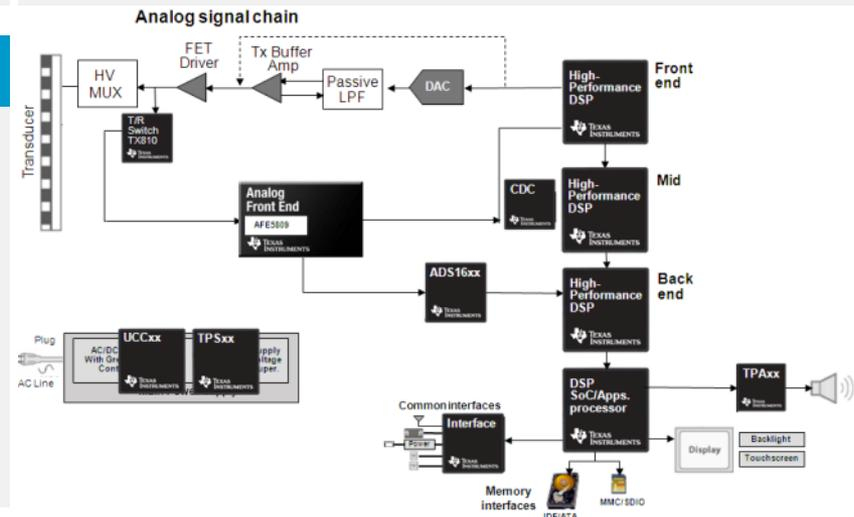 Analog signal chain
FET
Driver
Tx Buffer
Amp
HV
MUX
Passive
LPF
DAC
High-
Performance
DSP
TEXAS
INSTRUMENTS
Front
end
Transducer
T/R
Switch
TX810
TEXAS
INSTRUMENTS
Analog
Front End
AFE5809
TEXAS
INSTRUMENTS
CDC
TEXAS
INSTRUMENTS
High-
Performance
DSP
TEXAS
INSTRUMENTS
Mid
ADS16xx
TEXAS
INSTRUMENTS
High-
Performance
DSP
TEXAS
INSTRUMENTS
Back
end
Plug
AC Line
AC/DC
With
Cont
UCCxx
TEXAS
INSTRUMENTS
TPSxx
TEXAS
INSTRUMENTS
DSP
SoC/Apps.
processor
TEXAS
INSTRUMENTS
TPAxx
TEXAS
INSTRUMENTS
Common interfaces
Interface
TEXAS
INSTRUMENTS
Power
Display
Backlight
Touchscreen
Memory
interfaces
IDE/ATA
MMC/SDIO